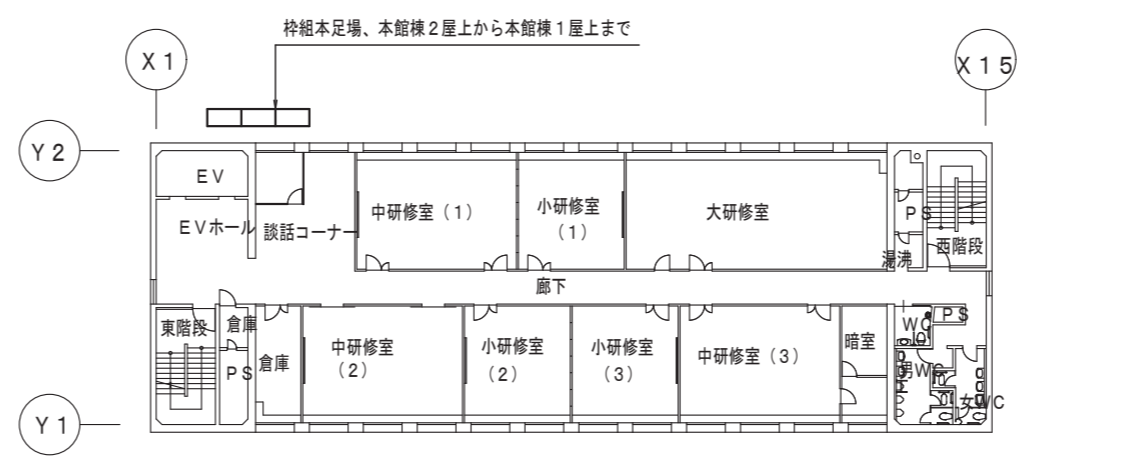 枠組本足場、本館棟２屋上から本館棟１屋上まで
Ｘ１
Ｘ１５
Ｙ２
ＥＶ
ＥＶホール
談話コーナー
中研修室（１）
小研修室
（１）
大研修室
ＰＳ
湯沸
西階段
廊下
東階段
倉庫
ＰＳ
倉庫
中研修室
（２）
小研修室
（２）
小研修室
（３）
中研修室（３）
暗室
ＷＣ
ＰＳ
男ＷＣ
女ＷＣ
Ｙ１